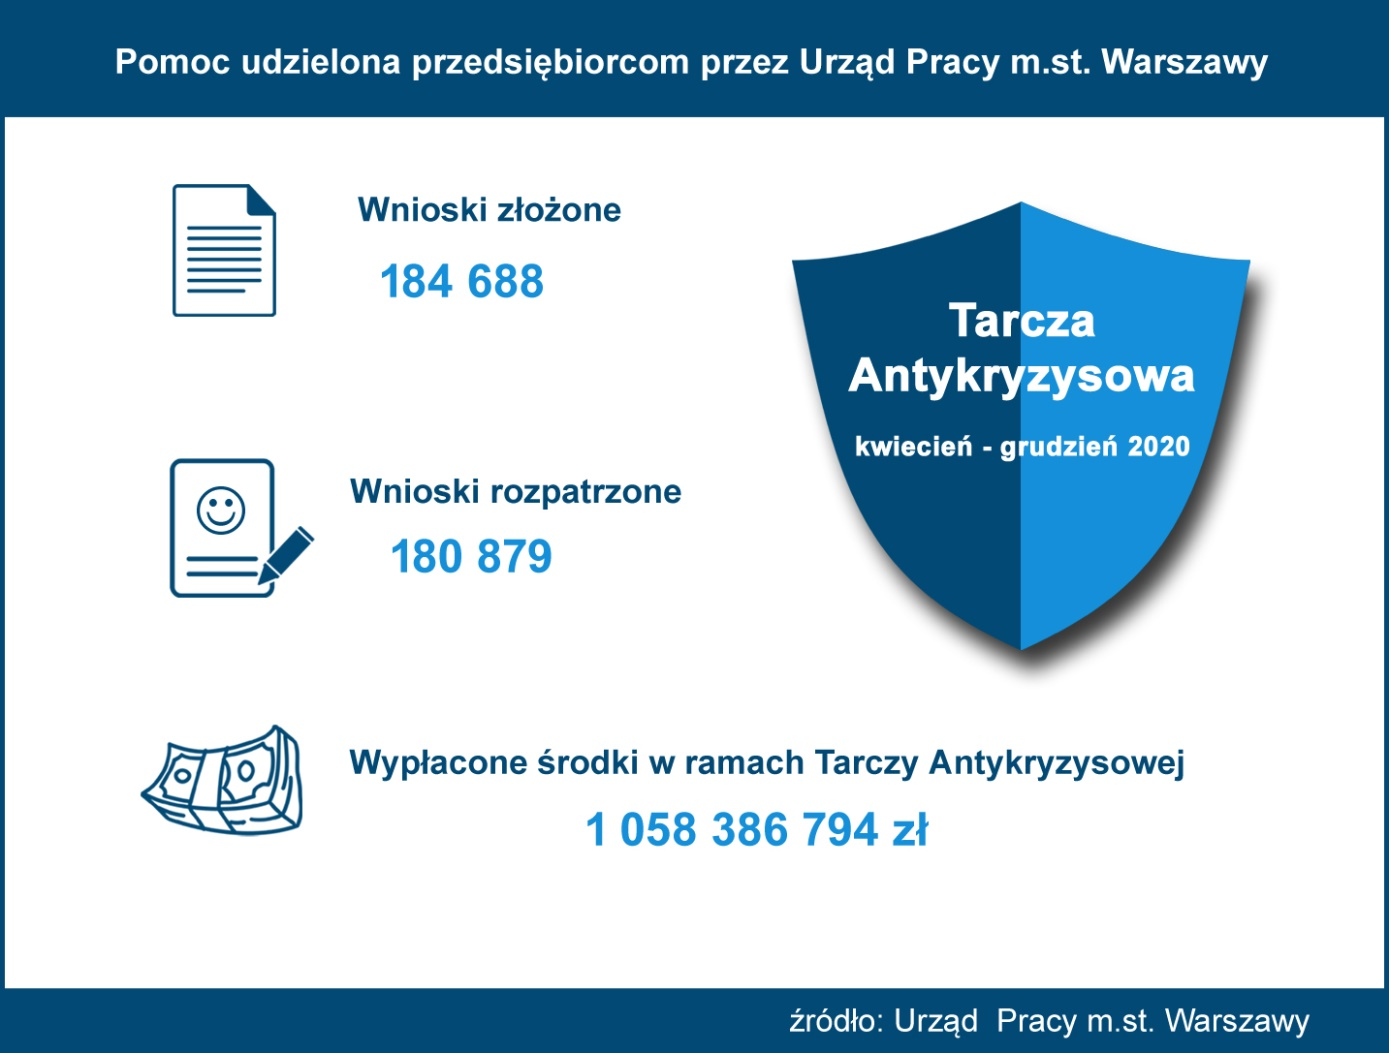 Pomoc udzielona przedsiębiorcom przez Urząd Pracy m.st. Warszawy
Wnioski złożone
184 688
Tarcza
Antykryzysowa
kwiecień - grudzień 2020
Wnioski rozpatrzone
180 879
Wypłacone środki w ramach Tarczy Antykryzysowej
1 058 386 794 zł
źródło: Urząd  Pracy m.st. Warszawy